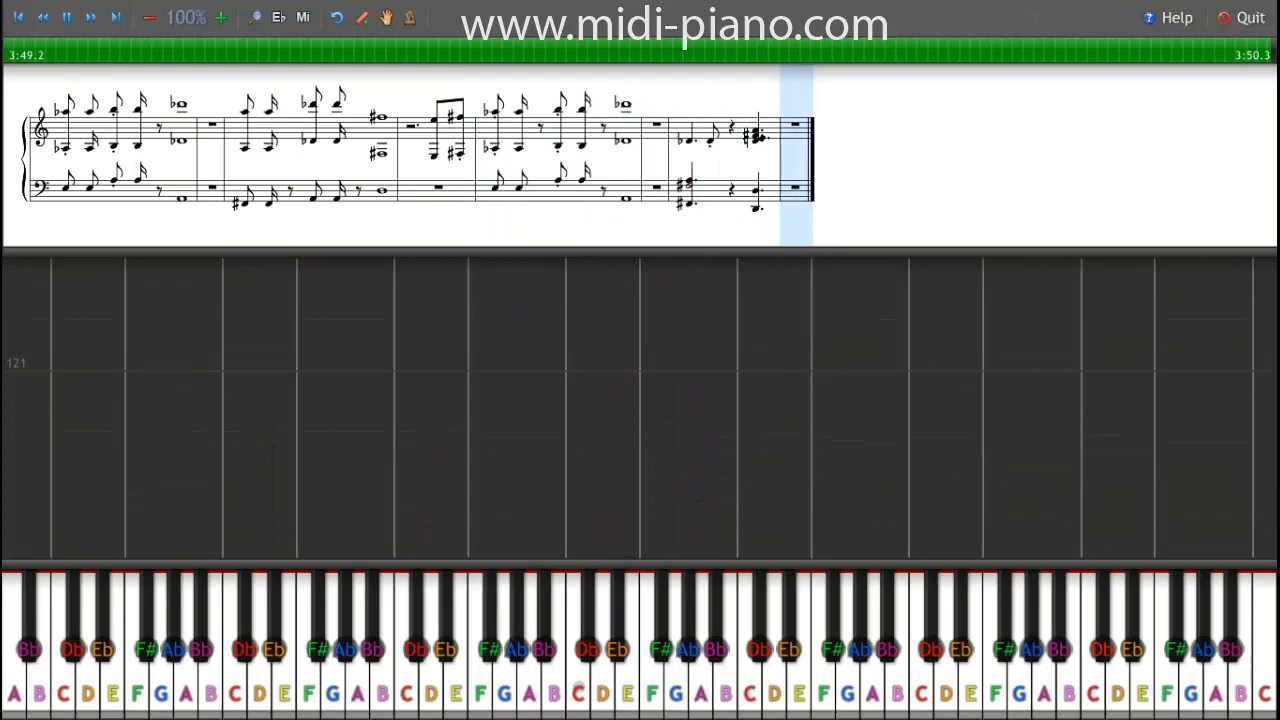 100% Eb Mi www.midi-piano.com Help Quit
3:49.2 3:50.3
121
Bb Db Eb F# Ab Bb Db Eb F# Ab Bb Db Eb F# Ab Bb Db Eb F# Ab Bb Db Eb F# Ab Bb Db Eb F# Ab Bb Db Eb F# Ab Bb
A B C D E F G A B C D E F G A B C D E F G A B C D E F G A B C D E F G A B C D E F G A B C D E F G A B C